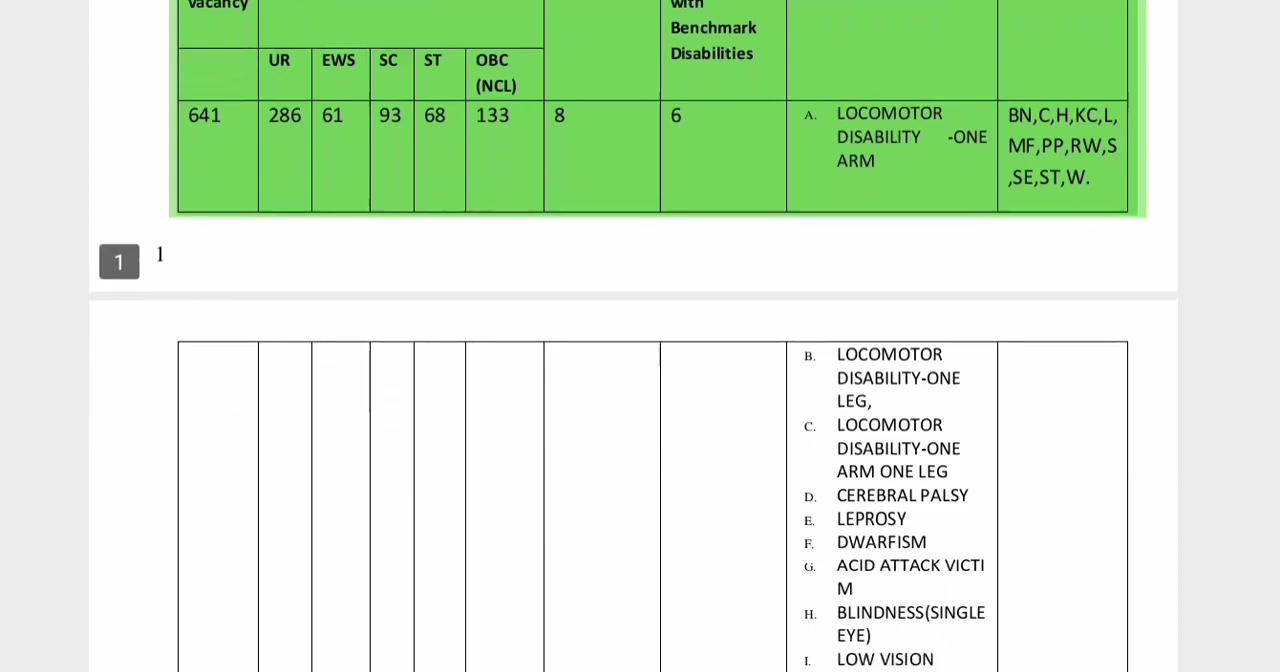 vacancy
with
Benchmark
Disabilities
UR EWS SC ST OBC
(NCL)
641 286 61 93 68 133 8 6 A. LOCOMOTOR DISABILITY -ONE ARM BN,C,H,KC,L,
MF,PP,RW,S
,SE,ST,W.
1 1
B. LOCOMOTOR
DISABILITY-ONE
LEG,
C. LOCOMOTOR
DISABILITY-ONE
ARM ONE LEG
D. CEREBRAL PALSY
E. LEPROSY
F. DWARFISM
G. ACID ATTACK VICTI
M
H. BLINDNESS(SINGLE
EYE)
I. LOW VISION